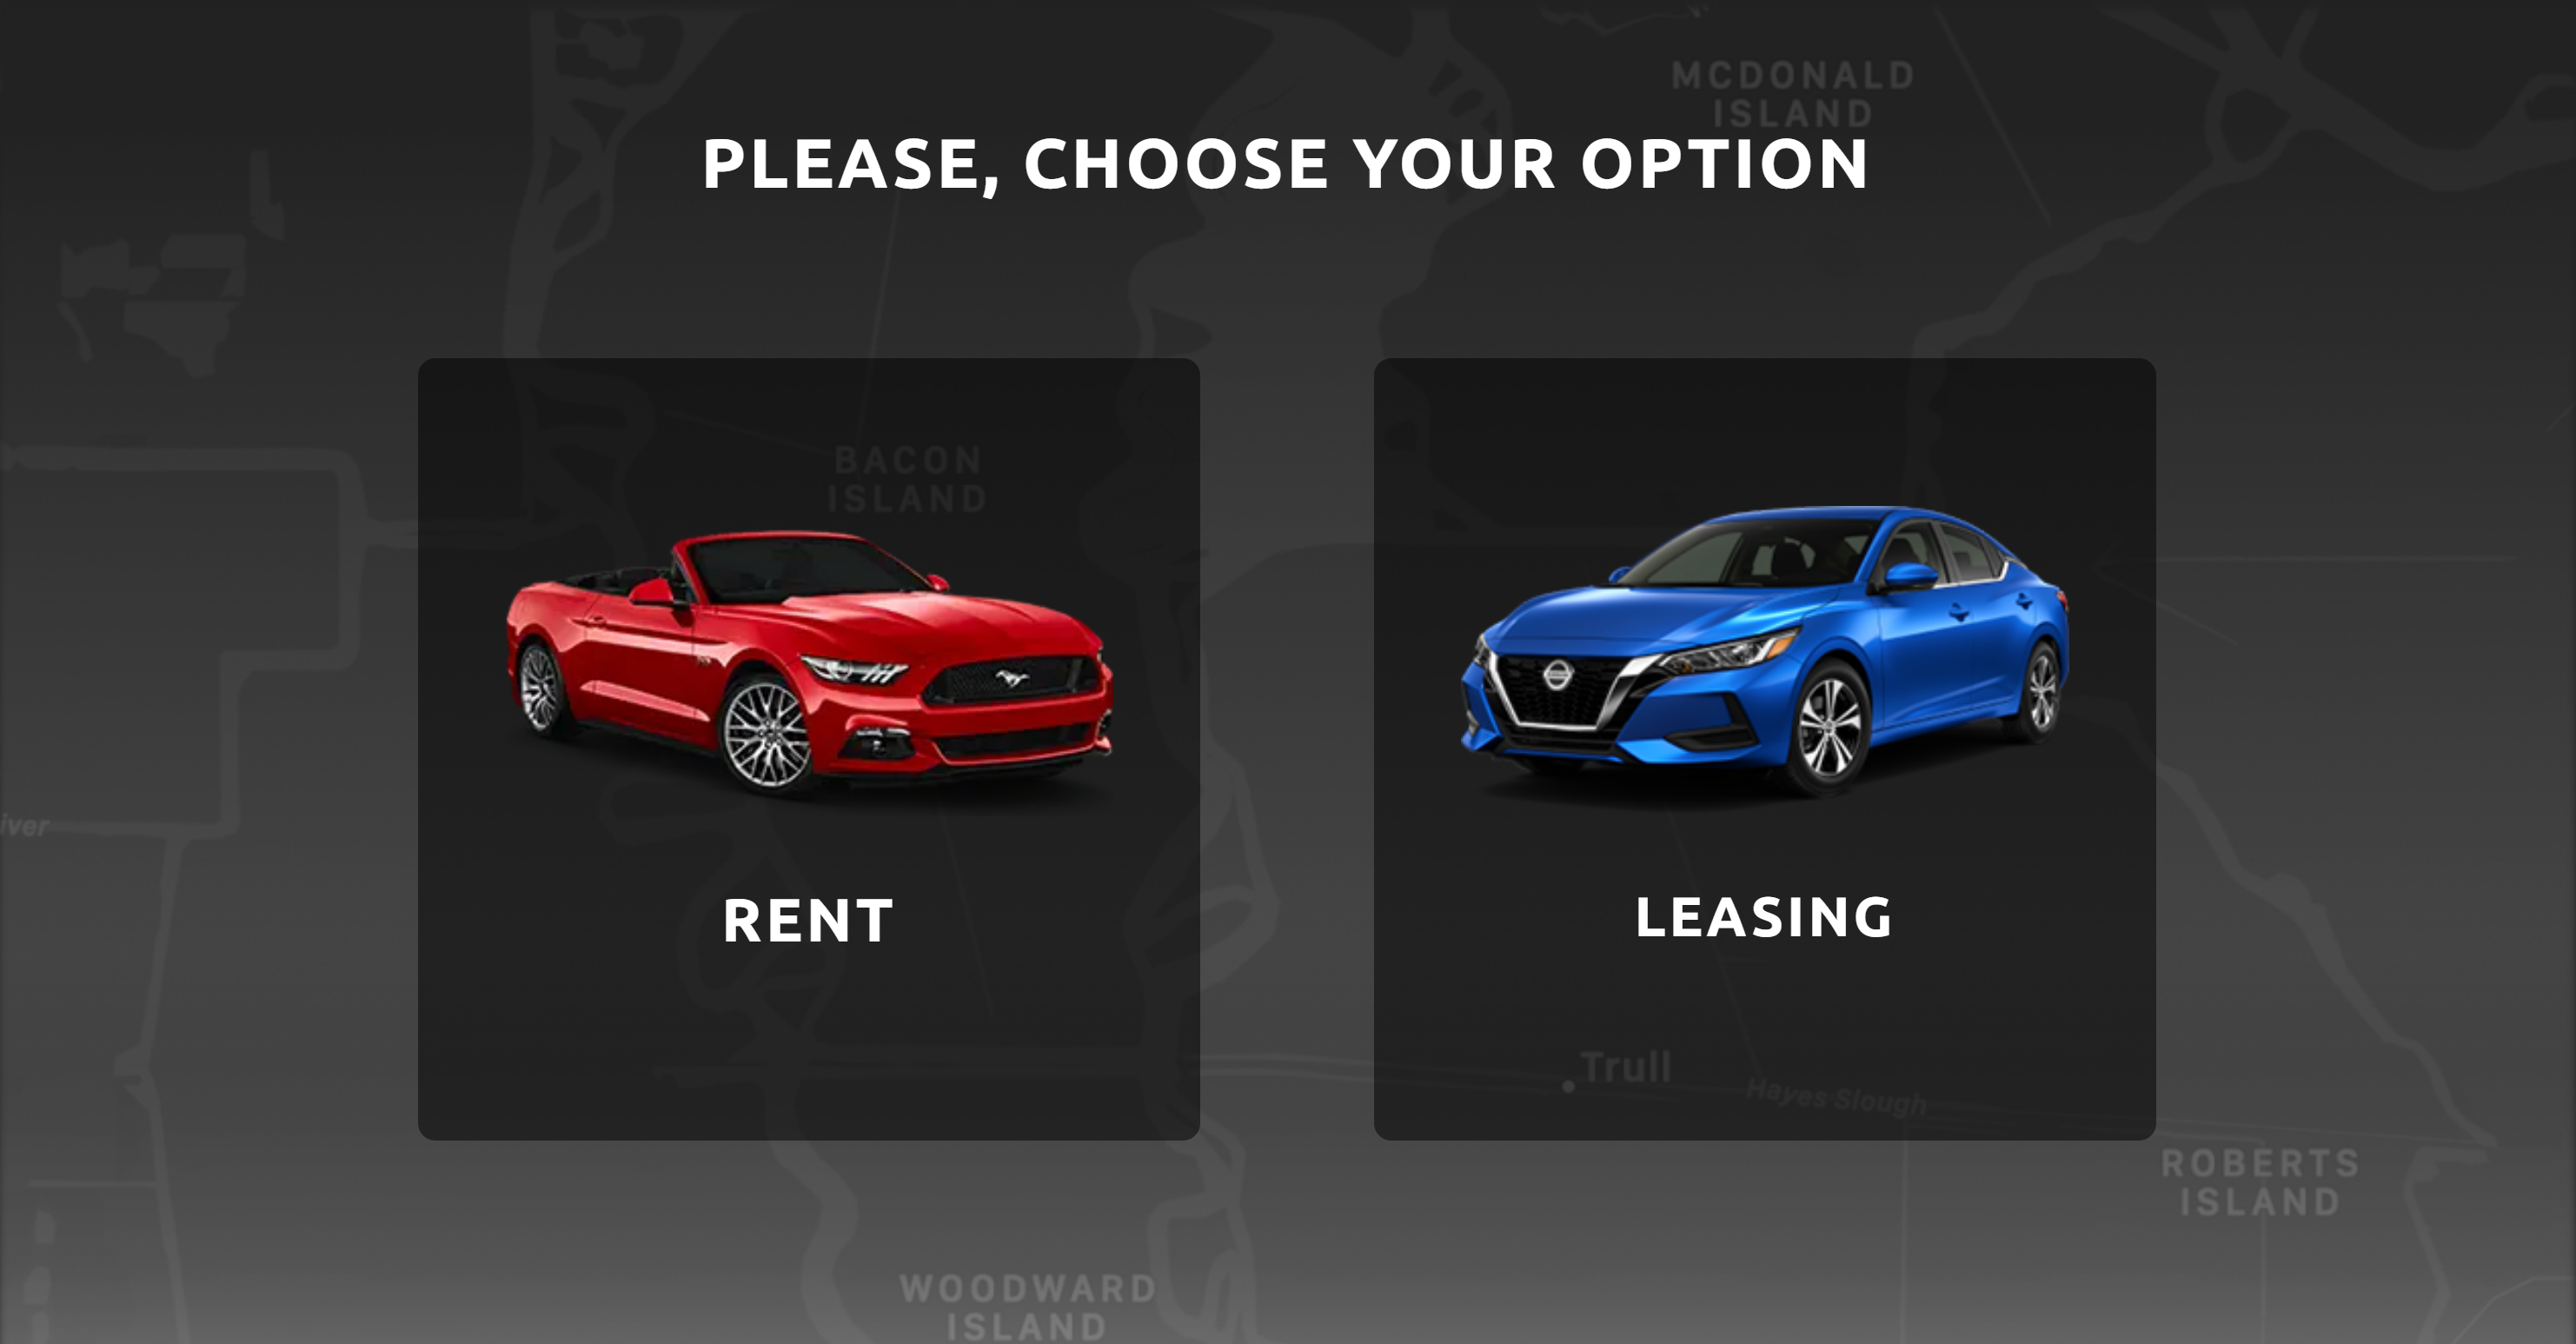 MCDONALD
ISLAND
PLEASE, CHOOSE YOUR OPTION
BACON
ISLAND
iver
RENT
LEASING
Trull
Hayes Slough
ROBERTS
ISLAND
WOODWARD
ISLAND